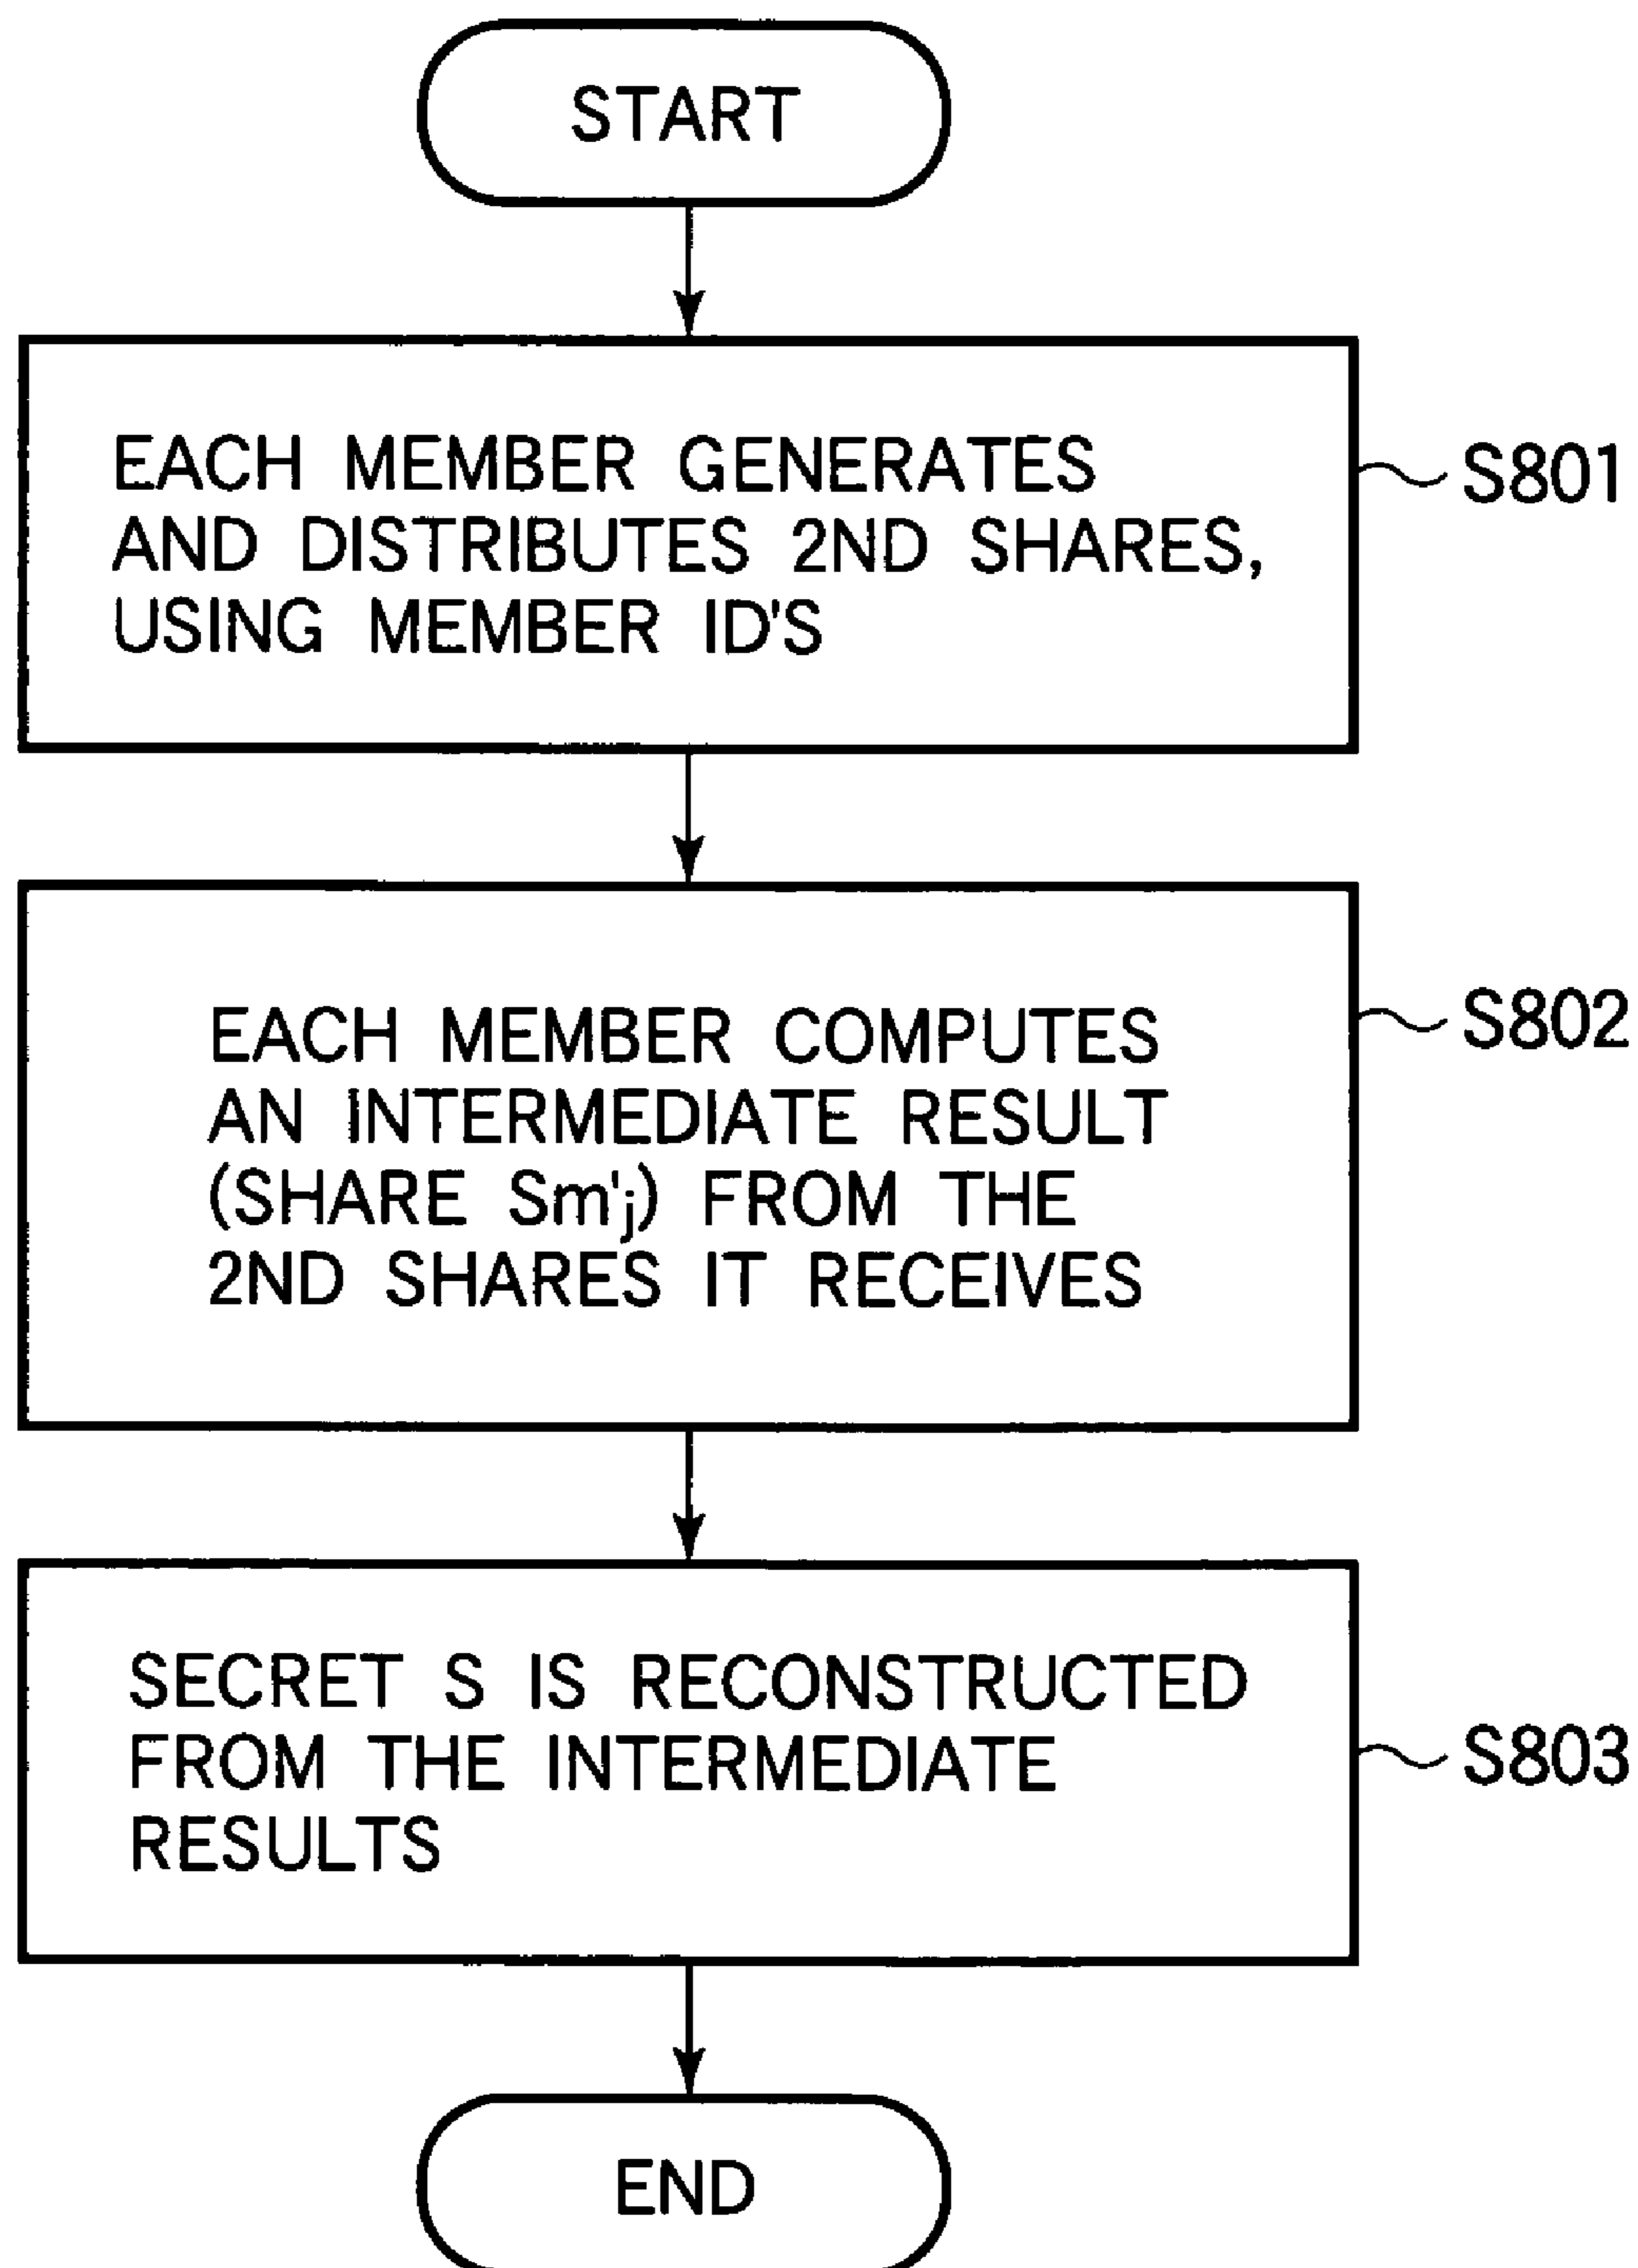 START
EACH MEMBER GENERATES
AND DISTRIBUTES 2ND SHARES,
USING MEMBER ID'S
S801
EACH MEMBER COMPUTES
AN INTERMEDIATE RESULT
(SHARE Sm'j) FROM THE
2ND SHARES IT RECEIVES
S802
SECRET S IS RECONSTRUCTED
FROM THE INTERMEDIATE
RESULTS
S803
END